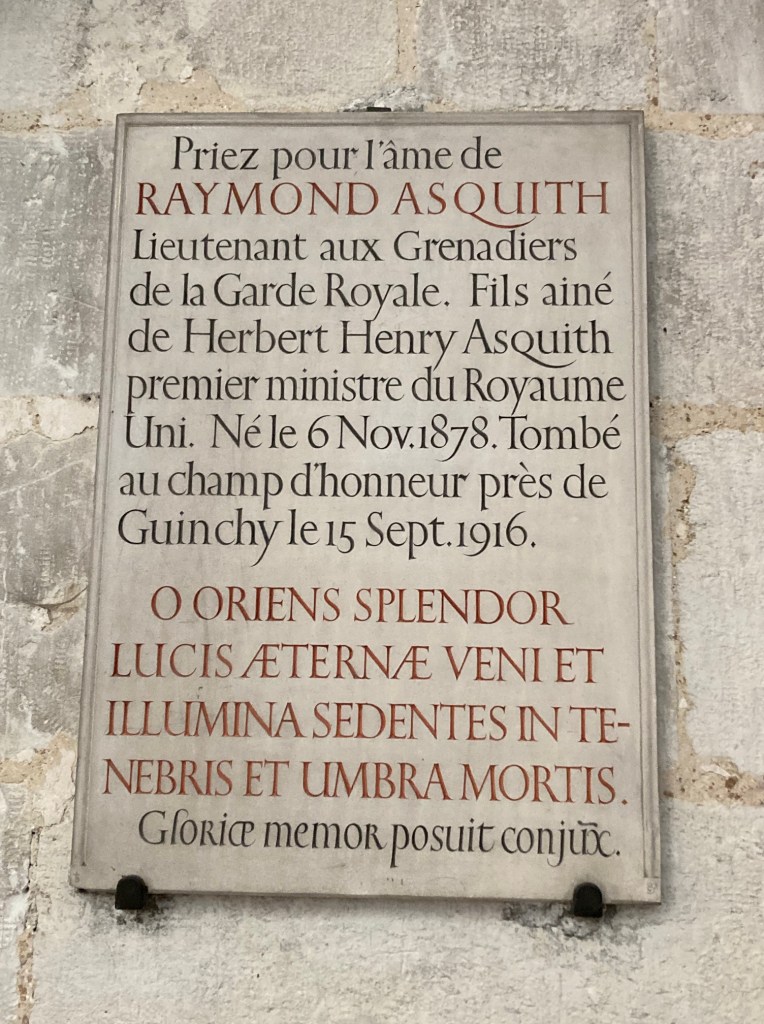 Priez pour l'âme de
RAYMOND ASQUITH
Lieutenant aux Grenadiers
de la Garde Royale. Fils ainé
de Herbert Henry Asquith
premier ministre du Royaume
Uni. Né le 6 Nov. 1878. Tombé
au champ d'honneur près de
Guinchy le 15 Sept. 1916.
O ORIENS SPLENDOR
LUCIS ÆTERNÆ VENI ET
ILLUMINA SEDENTES IN TE-
NEBRIS ET UMBRA MORTIS.
Gloriæ memor posuit conjux.